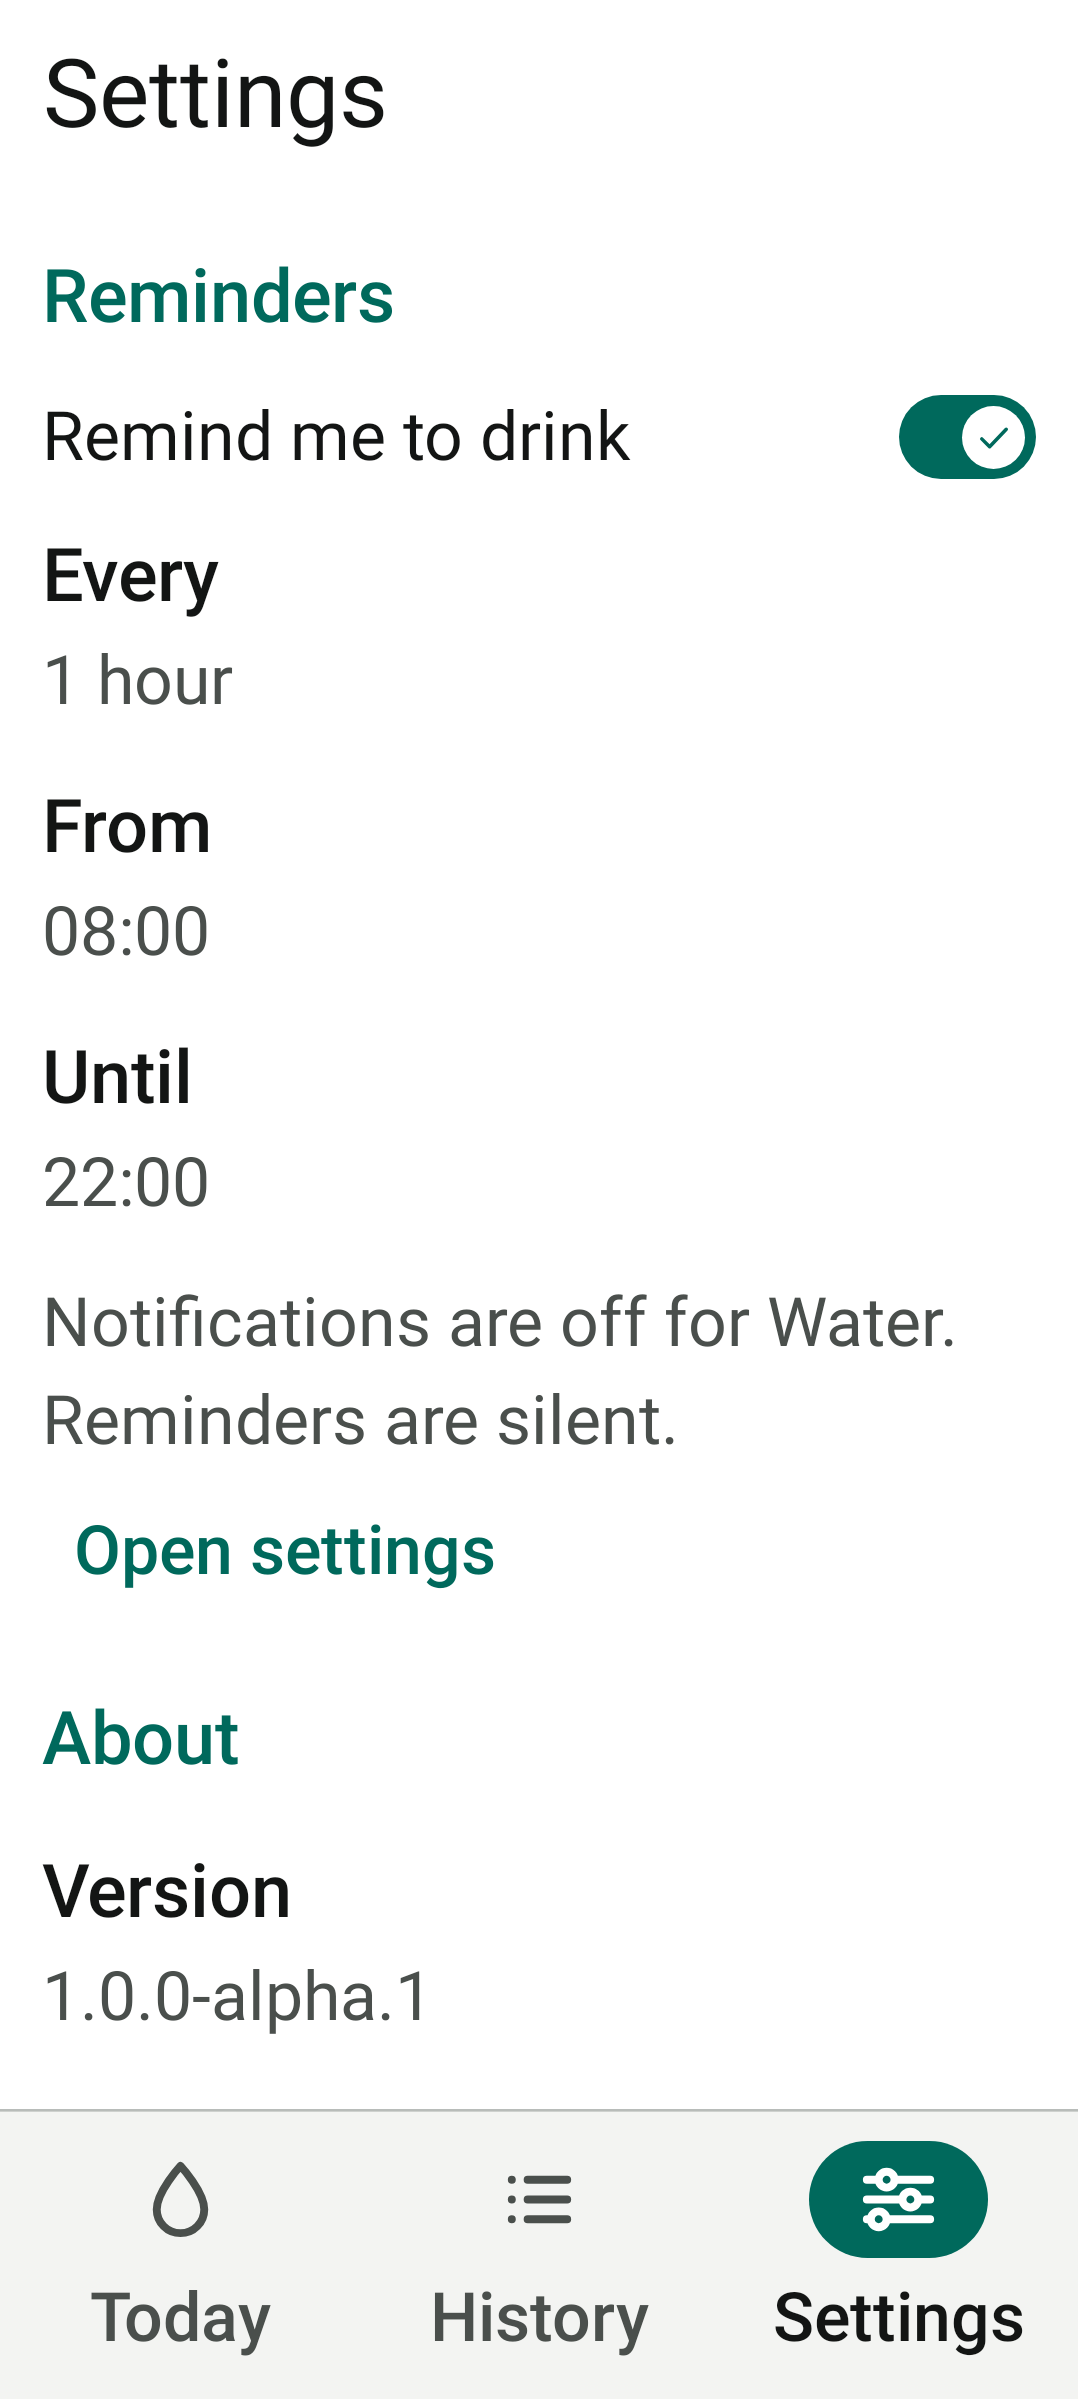 Settings
Reminders
Remind me to drink
Every
1 hour
From
08:00
Until
22:00
Notifications are off for Water.
Reminders are silent.
Open settings
About
Version
1.0.0-alpha.1
Today
History
Settings